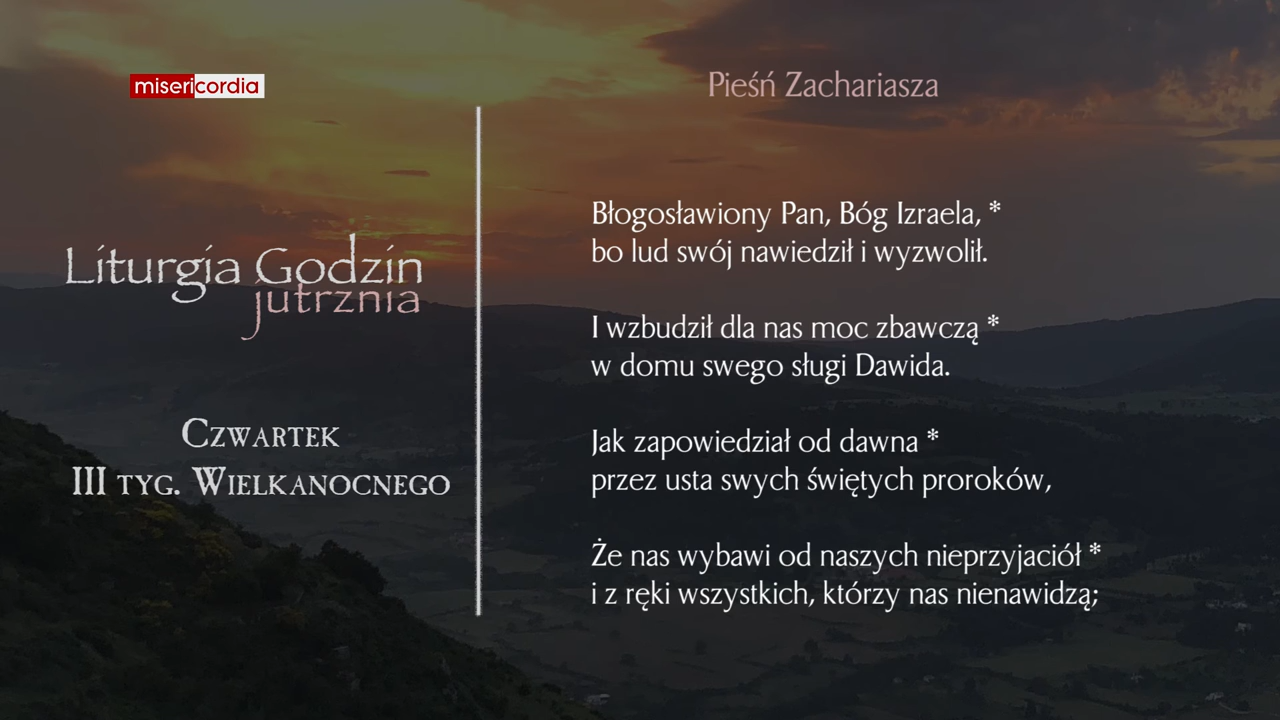 misericordia
Liturgia Godzin
jutrznia
Czwartek
III tyg. Wielkanocnego
Pieśń Zachariasza
Błogosławiony Pan, Bóg Izraela, *
bo lud swój nawiedził i wyzwolił.
I wzbudził dla nas moc zbawczą *
w domu swego sługi Dawida.
Jak zapowiedział od dawna *
przez usta swych świętych proroków,
Że nas wybawi od naszych nieprzyjaciół *
i z ręki wszystkich, którzy nas nienawidzą;